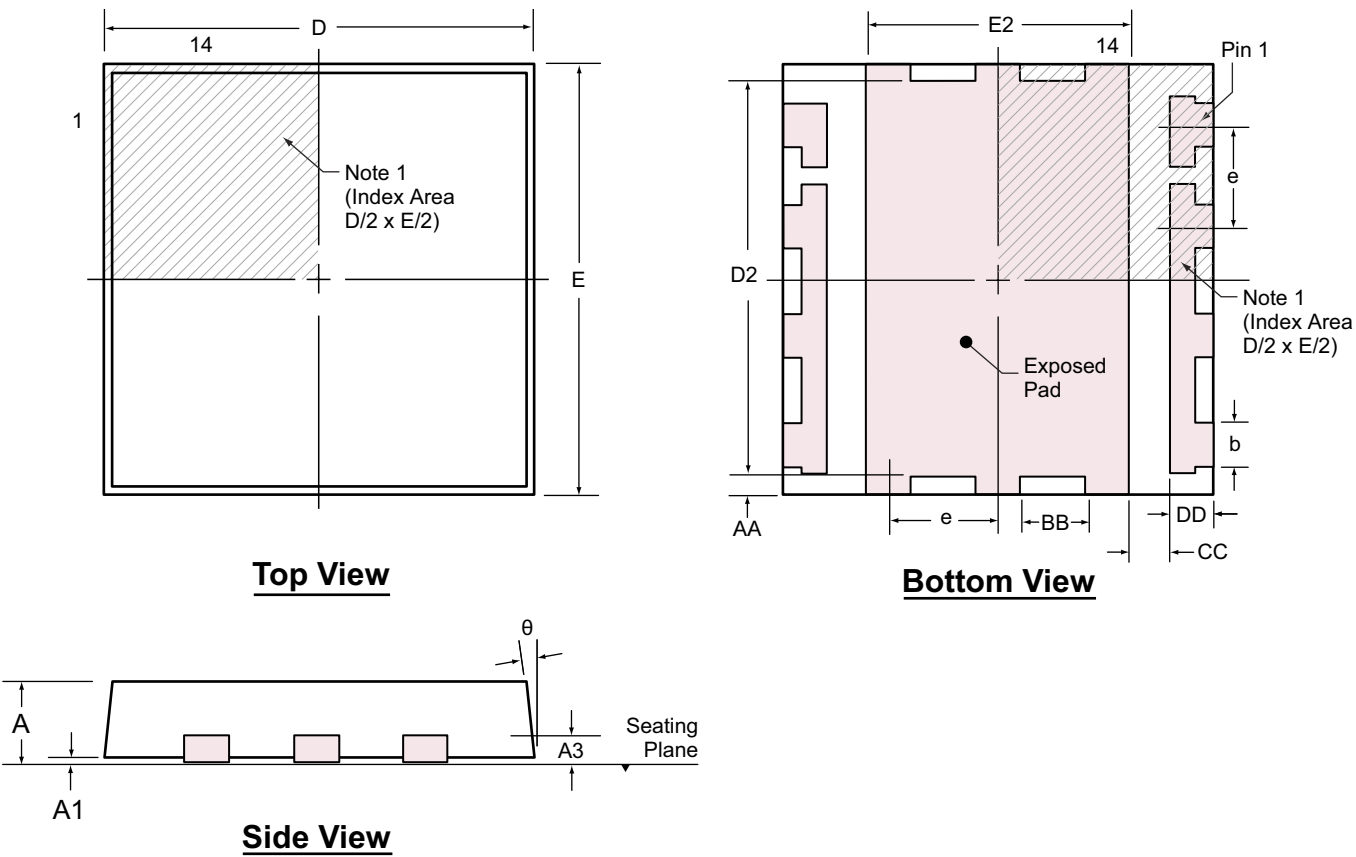 D
14
1
Note 1
(Index Area
D/2 x E/2)
E
Top View
E2
14
Pin 1
e
D2
Note 1
(Index Area
D/2 x E/2)
Exposed
Pad
b
AA
e
BB
DD
CC
Bottom View
θ
A
Seating
Plane
A3
A1
Side View